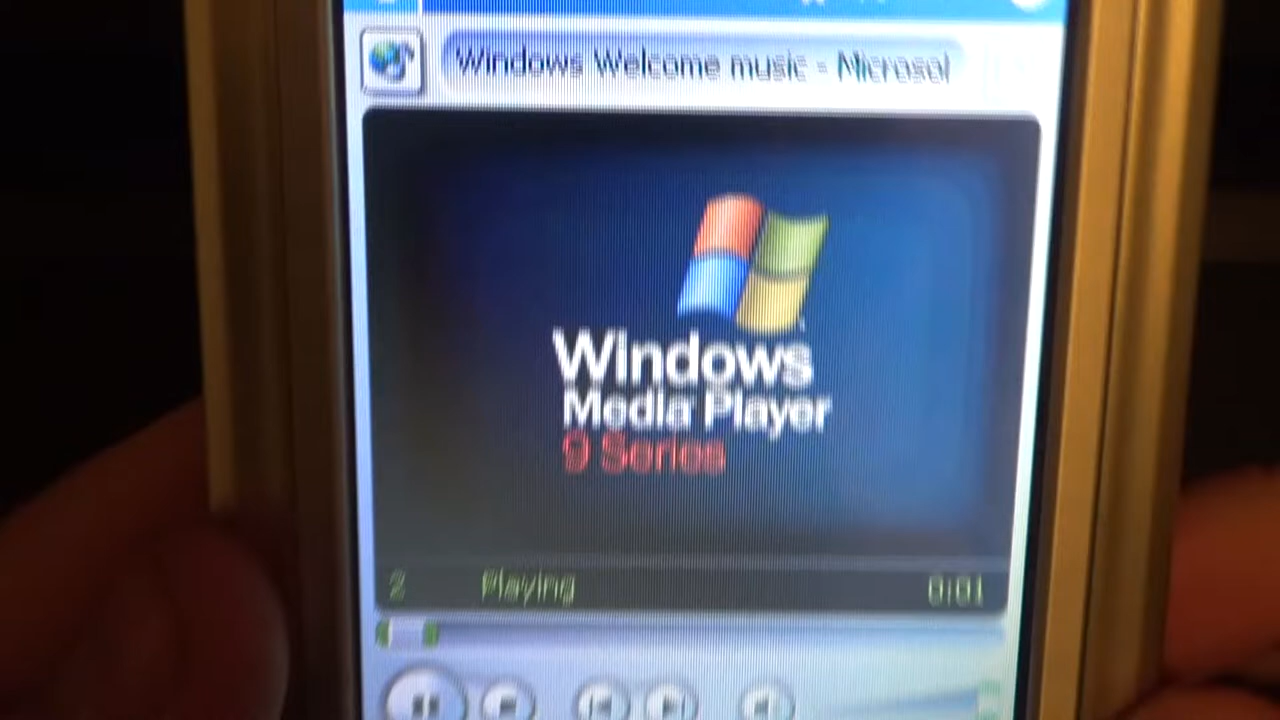 Windows Welcome music - Microsof
Windows
Media Player
9 Series
2 Playing 0:01